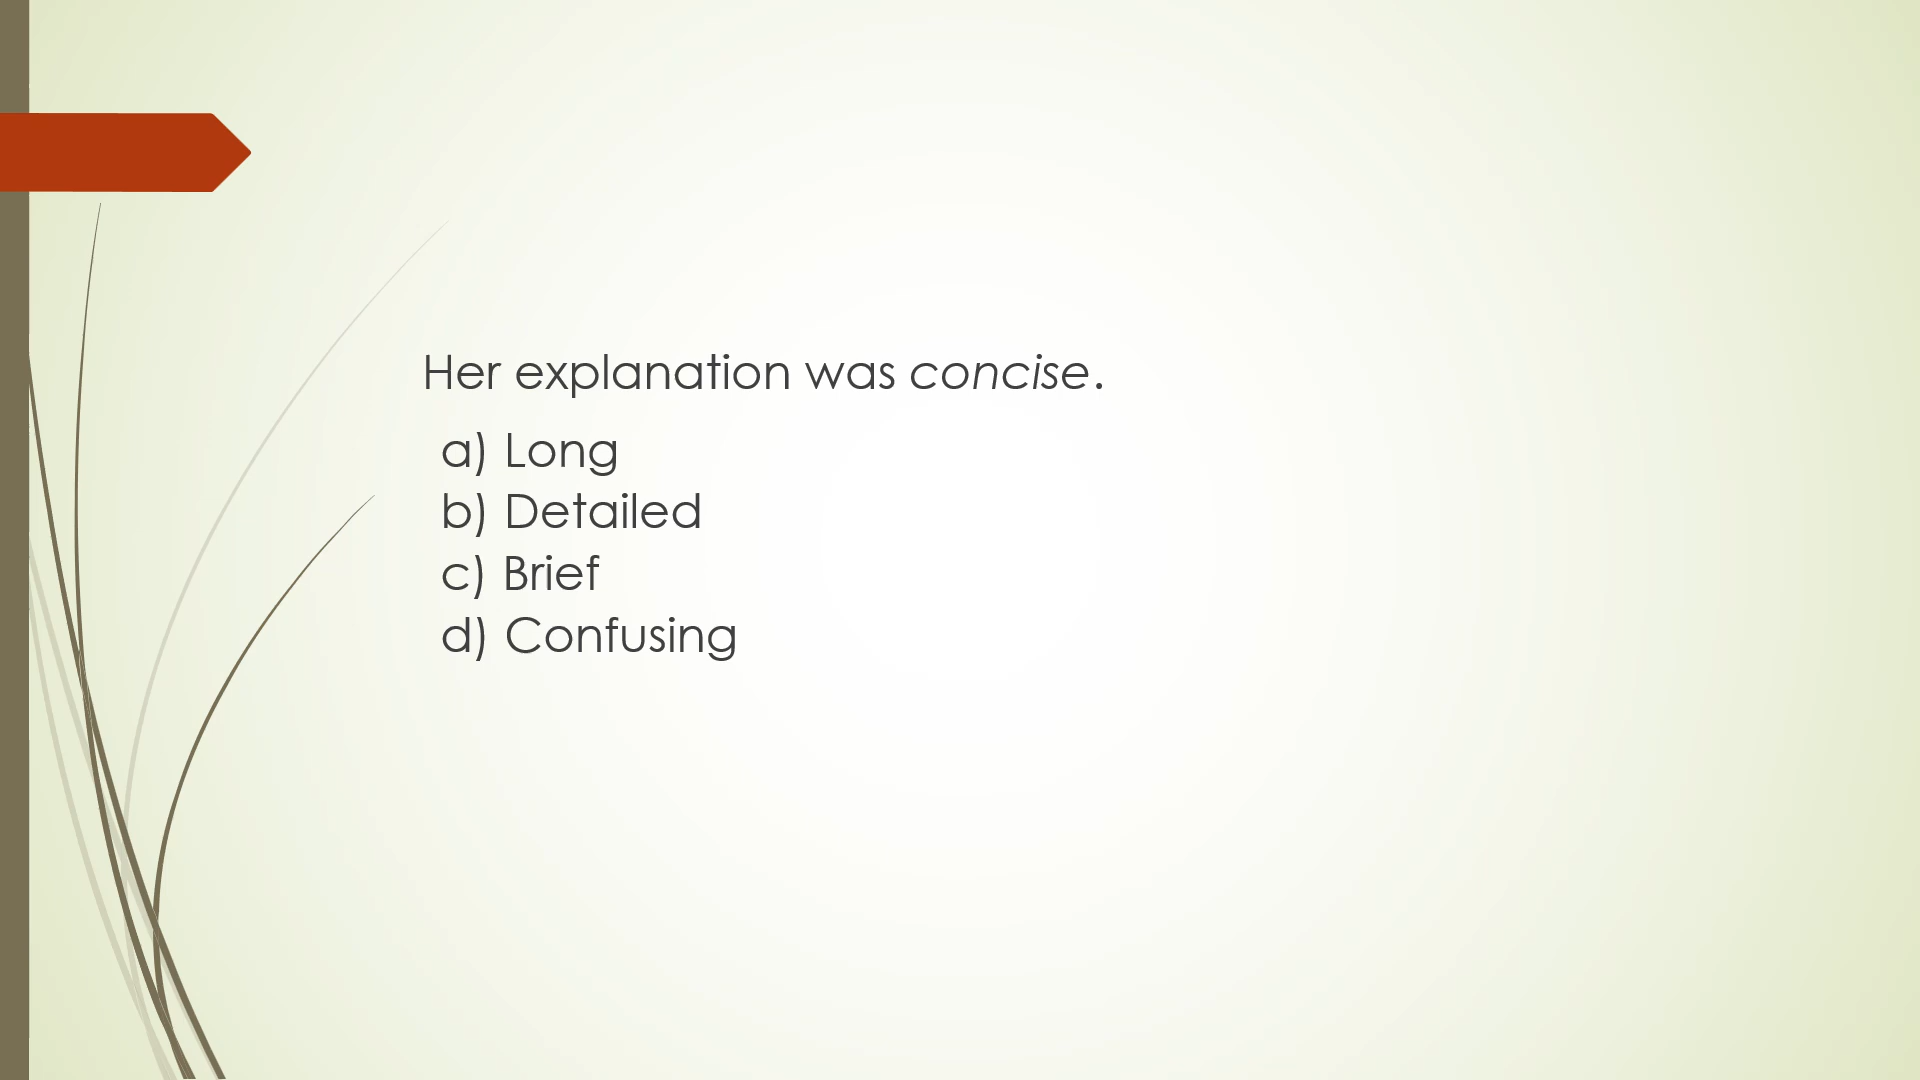 Her explanation was concise.
a) Long
b) Detailed
c) Brief
d) Confusing